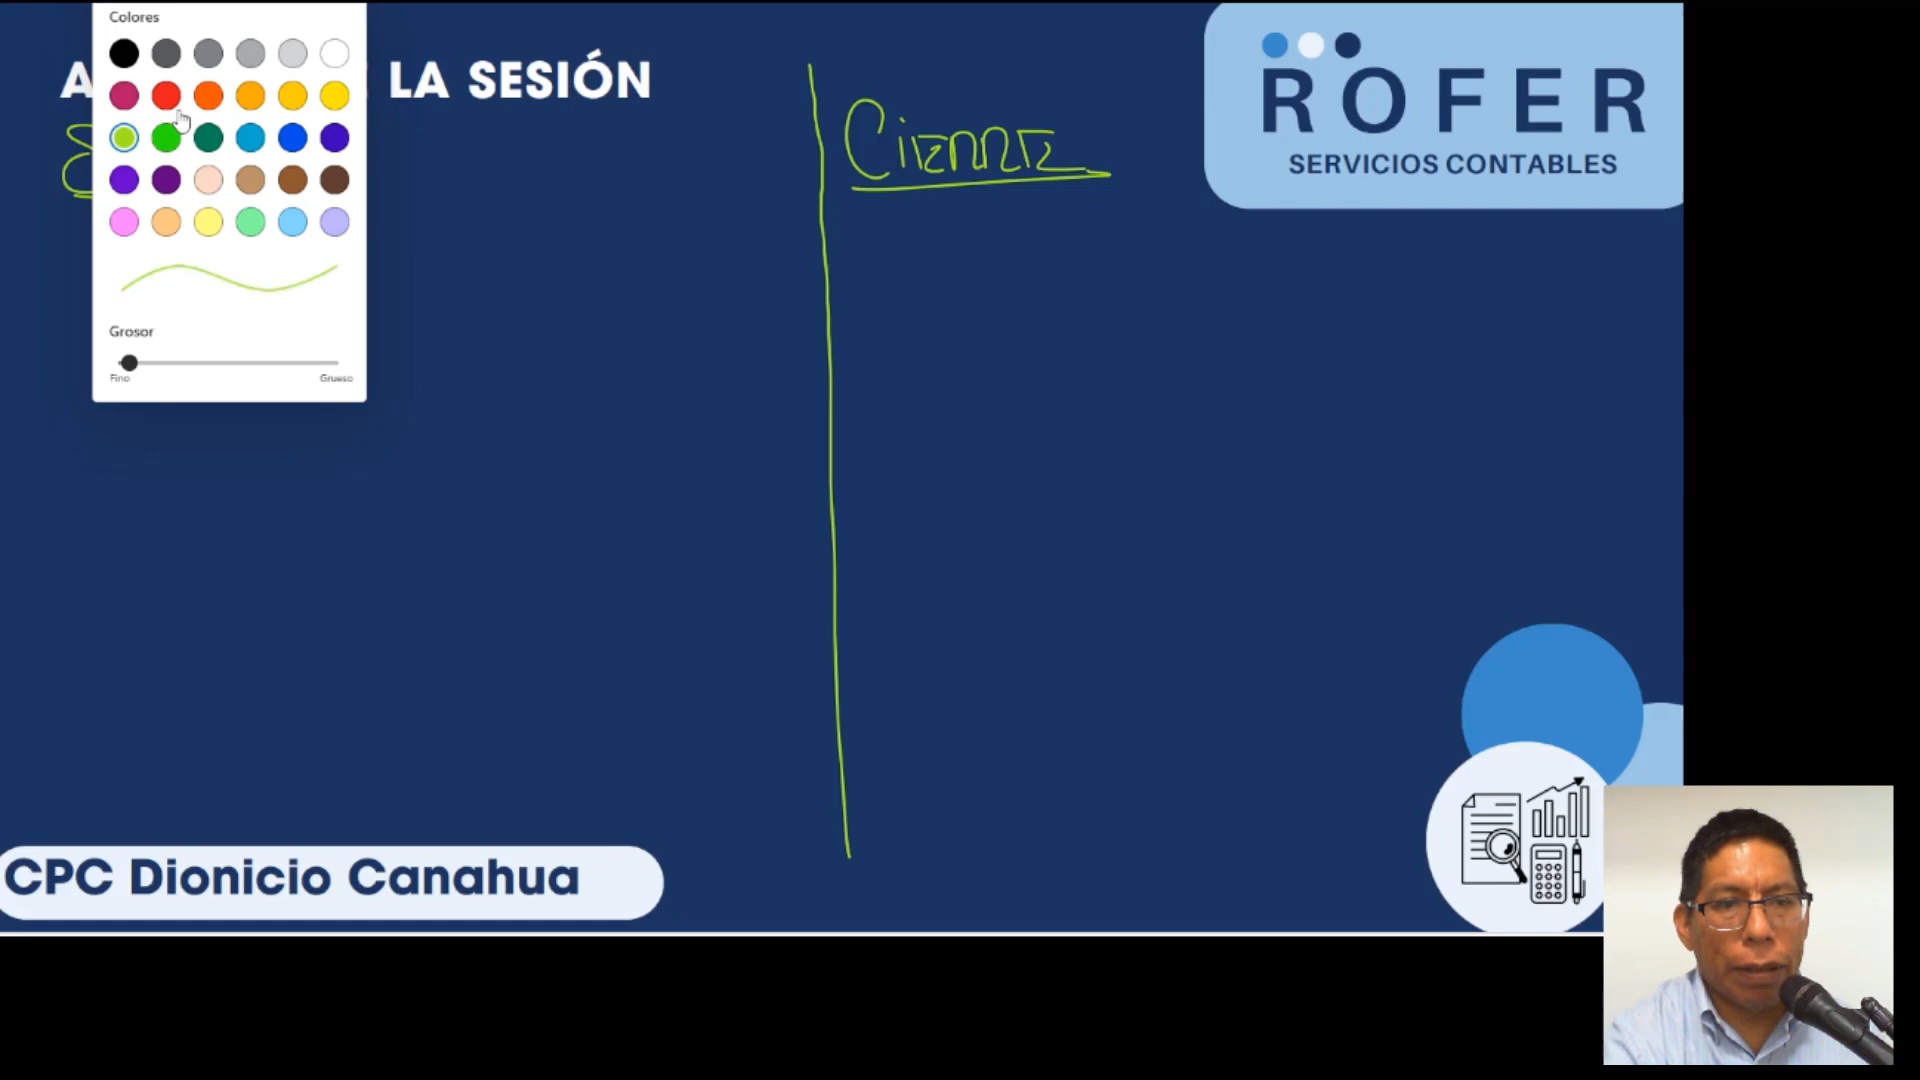 Colores
LA SESIÓN
Cierre
ROFER
SERVICIOS CONTABLES
Grosor
Fino
Grueso
CPC Dionicio Canahua